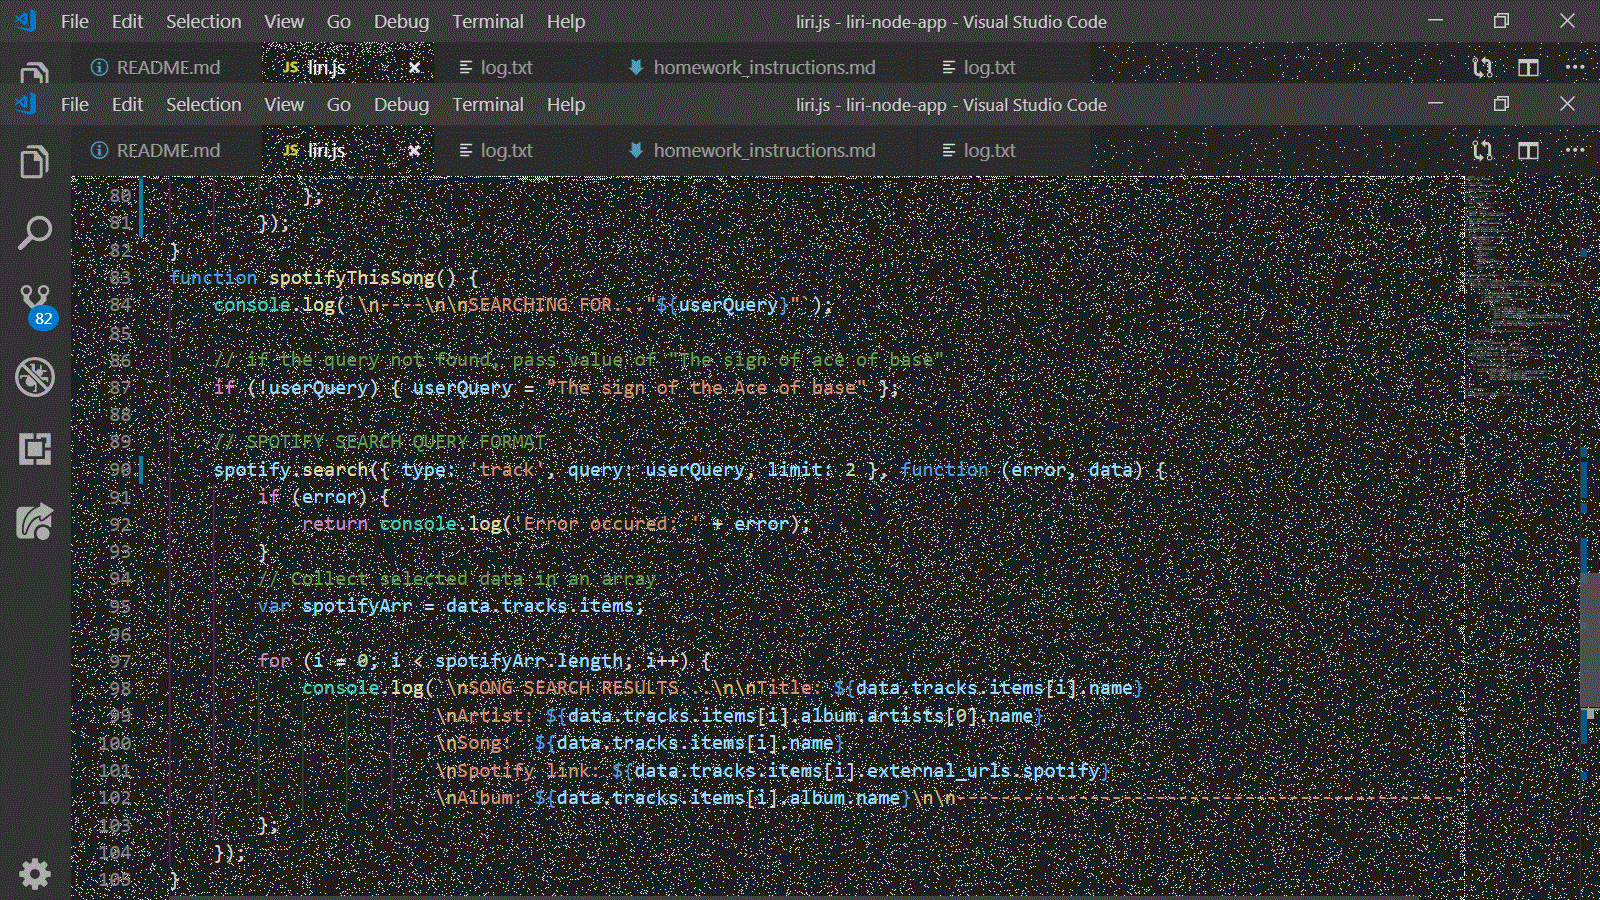 File Edit Selection View Go Debug Terminal Help liri.js - liri-node-app - Visual Studio Code
README.md JS liri.js log.txt homework_instructions.md log.txt
File Edit Selection View Go Debug Terminal Help liri.js - liri-node-app - Visual Studio Code
README.md JS liri.js log.txt homework_instructions.md log.txt
80 };
81 });
82 }
83 function spotifyThisSong() {
84 console.log(`\n----\n\nSEARCHING FOR..."${userQuery}"`);
85
86 // if the query not found, pass value of "The sign of ace of base"
87 if (!userQuery) { userQuery = "The sign of the Ace of base" };
88
89 // SPOTIFY SEARCH QUERY FORMAT
90 spotify.search({ type: 'track', query: userQuery, limit: 2 }, function (error, data) {
91 if (error) {
92 return console.log('Error occured: ' + error);
93 }
94 // Collect selected data in an array
95 var spotifyArr = data.tracks.items;
96
97 for (i = 0; i < spotifyArr.length; i++) {
98 console.log(`\nSONG SEARCH RESULTS...\n\nTitle: ${data.tracks.items[i].name}
99 \nArtist: ${data.tracks.items[i].album.artists[0].name}
100 \nSong: ${data.tracks.items[i].name}
101 \nSpotify link: ${data.tracks.items[i].external_urls.spotify}
102 \nAlbum: ${data.tracks.items[i].album.name}\n\n---------------------------------------------
103 };
104 });
105 }
82